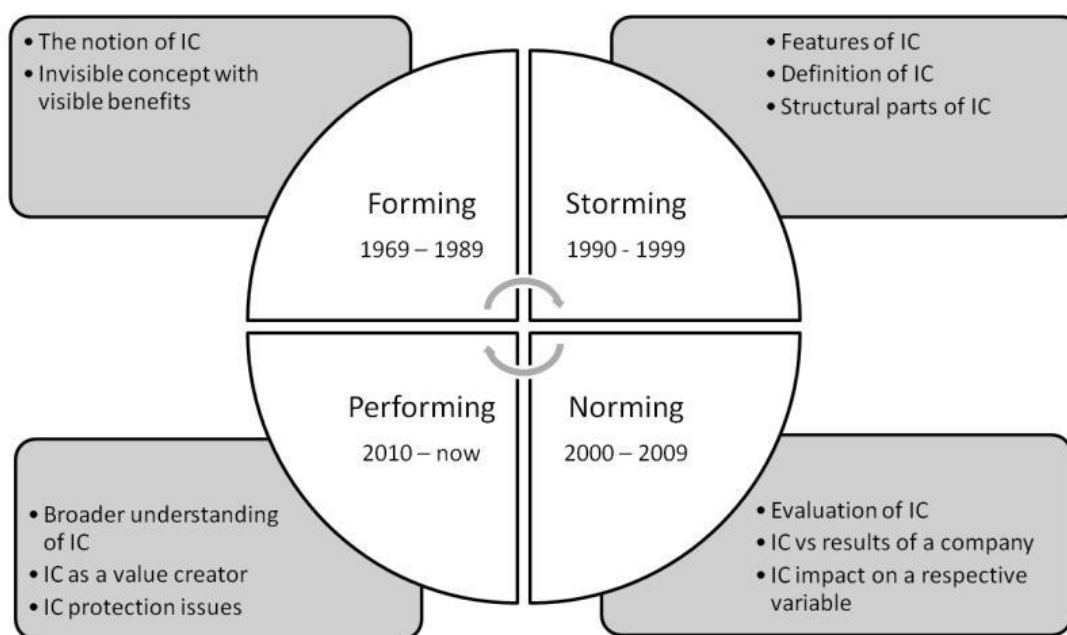 • The notion of IC
• Invisible concept with
visible benefits
• Features of IC
• Definition of IC
• Structural parts of IC
Forming
1969 – 1989
Storming
1990 - 1999
Performing
2010 – now
Norming
2000 – 2009
• Broader understanding
of IC
• IC as a value creator
• IC protection issues
• Evaluation of IC
• IC vs results of a company
• IC impact on a respective
variable